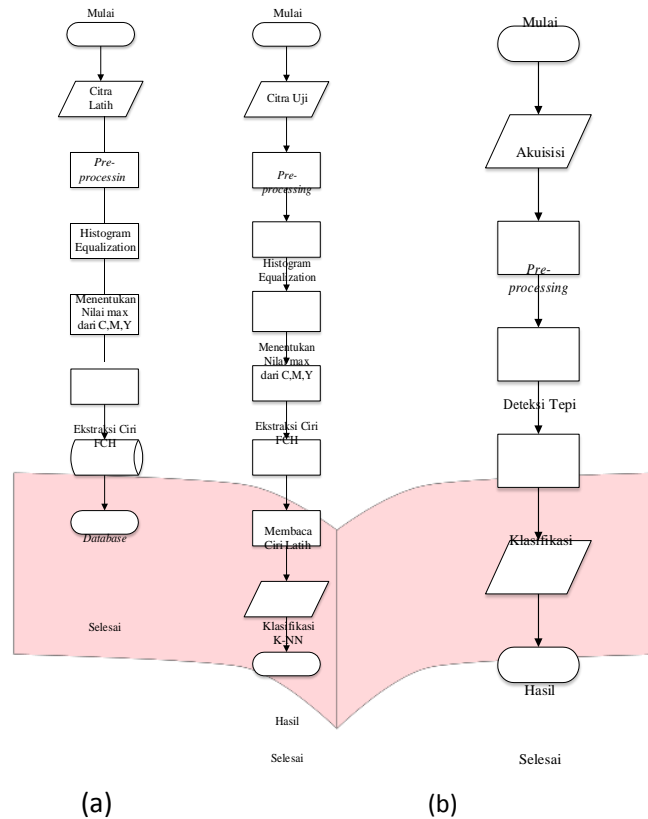 Mulai
Citra
Latih
Pre-
processin
Histogram
Equalization
Menentukan
Nilai max
dari C,M,Y
Ekstraksi Ciri
FCH
Database
Selesai
Mulai
Citra Uji
Pre-
processing
Histogram
Equalization
Menentukan
Nilai max
dari C,M,Y
Ekstraksi Ciri
FCH
Membaca
Ciri Latih
Klasifikasi
K-NN
Hasil
Selesai
Mulai
Akuisisi
Pre-
processing
Deteksi Tepi
Klasifikasi
Hasil
Selesai
(a)
(b)